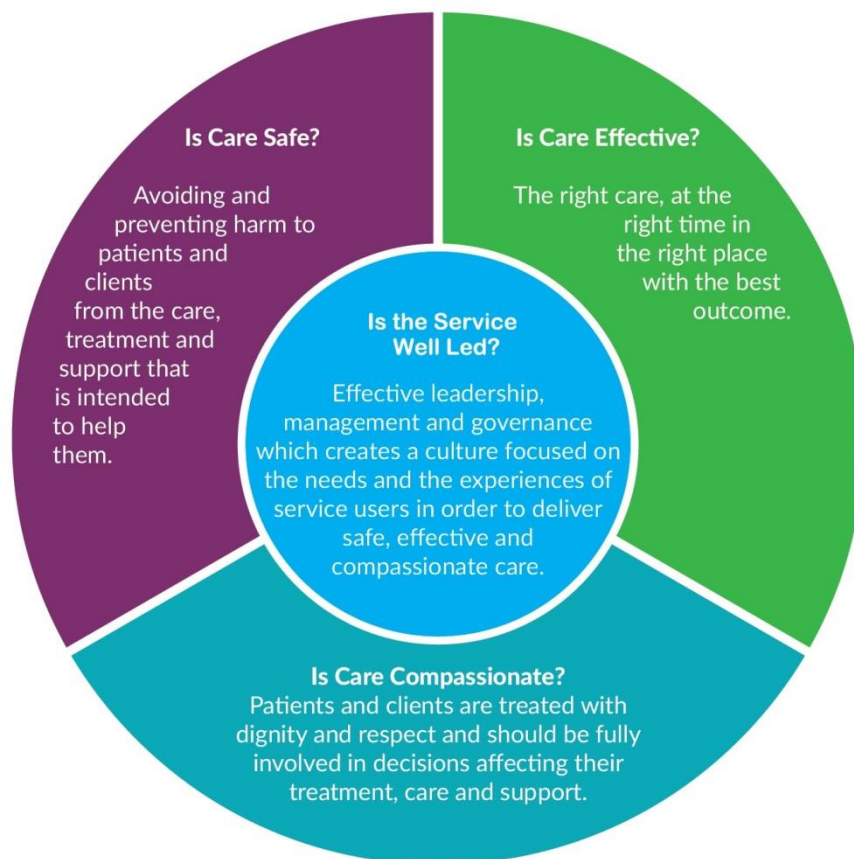 Is Care Safe?
Avoiding and
preventing harm to
patients and
clients
from the care,
treatment and
support that
is intended
to help
them.
Is Care Effective?
The right care, at the
right time in
the right place
with the best
outcome.
Is the Service
Well Led?
Effective leadership,
management and governance
which creates a culture focused on
the needs and the experiences of
service users in order to deliver
safe, effective and
compassionate care.
Is Care Compassionate?
Patients and clients are treated with
dignity and respect and should be fully
involved in decisions affecting their
treatment, care and support.